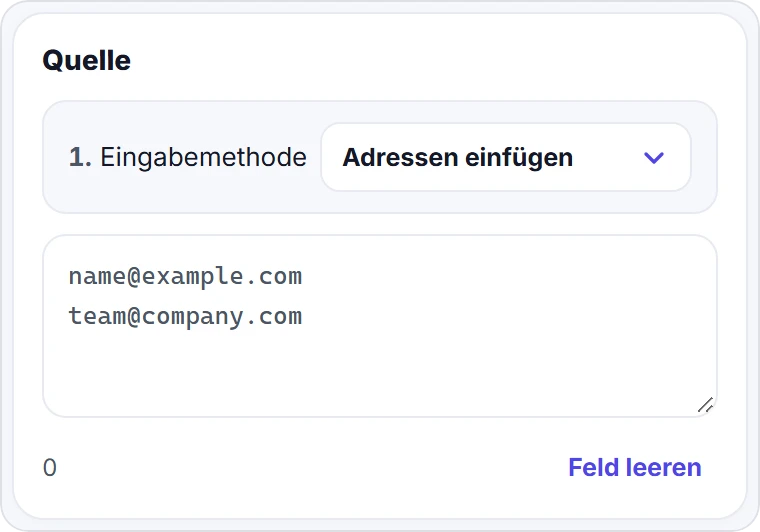 Quelle
1. Eingabemethode Adressen einfügen
name@example.com
team@company.com
0 Feld leeren